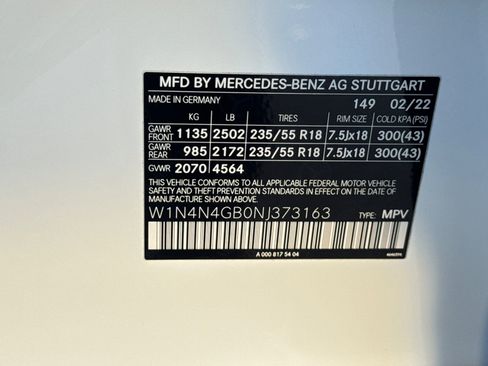 MFD BY MERCEDES-BENZ AG STUTTGART
MADE IN GERMANY 149 02/22
KG LB TIRES RIM SIZE COLD KPA (PSI)
GAWR FRONT 1135 2502 235/55 R18 7.5Jx18 300(43)
GAWR REAR 985 2172 235/55 R18 7.5Jx18 300(43)
GVWR 2070 4564
THIS VEHICLE CONFORMS TO ALL APPLICABLE FEDERAL MOTOR VEHICLE
SAFETY AND THEFT PREVENTION STANDARDS IN EFFECT ON THE DATE OF
MANUFACTURE SHOWN ABOVE.
W1N4N4GB0NJ373163 TYPE: MPV
A 000 817 54 04